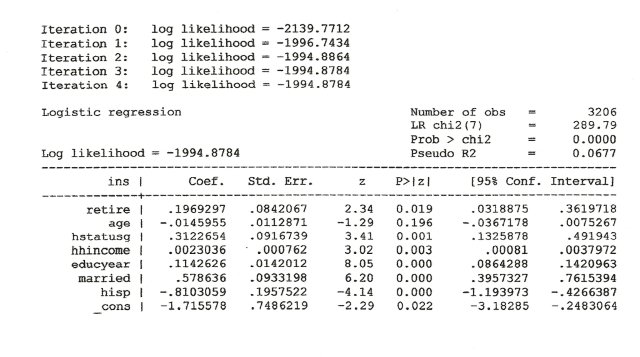 Iteration 0: log likelihood = -2139.7712
Iteration 1: log likelihood = -1996.7434
Iteration 2: log likelihood = -1994.8864
Iteration 3: log likelihood = -1994.8784
Iteration 4: log likelihood = -1994.8784
Logistic regression Number of obs = 3206
LR chi2(7) = 289.79
Prob > chi2 = 0.0000
Log likelihood = -1994.8784 Pseudo R2 = 0.0677
ins | Coef. Std. Err. z P>|z| [95% Conf. Interval]
retire | .1969297 .0842067 2.34 0.019 .0318875 .3619718
age | -.0145955 .0112871 -1.29 0.196 -.0367178 .0075267
hstatusg | .3122654 .0916739 3.41 0.001 .1325878 .491943
hhincome | .0023036 .000762 3.02 0.003 .00081 .0037972
educyear | .1142626 .0142012 8.05 0.000 .0864288 .1420963
married | .578636 .0933198 6.20 0.000 .3957327 .7615394
hisp | -.8103059 .1957522 -4.14 0.000 -1.193973 -.4266387
_cons | -1.715578 .7486219 -2.29 0.022 -3.18285 -.2483064